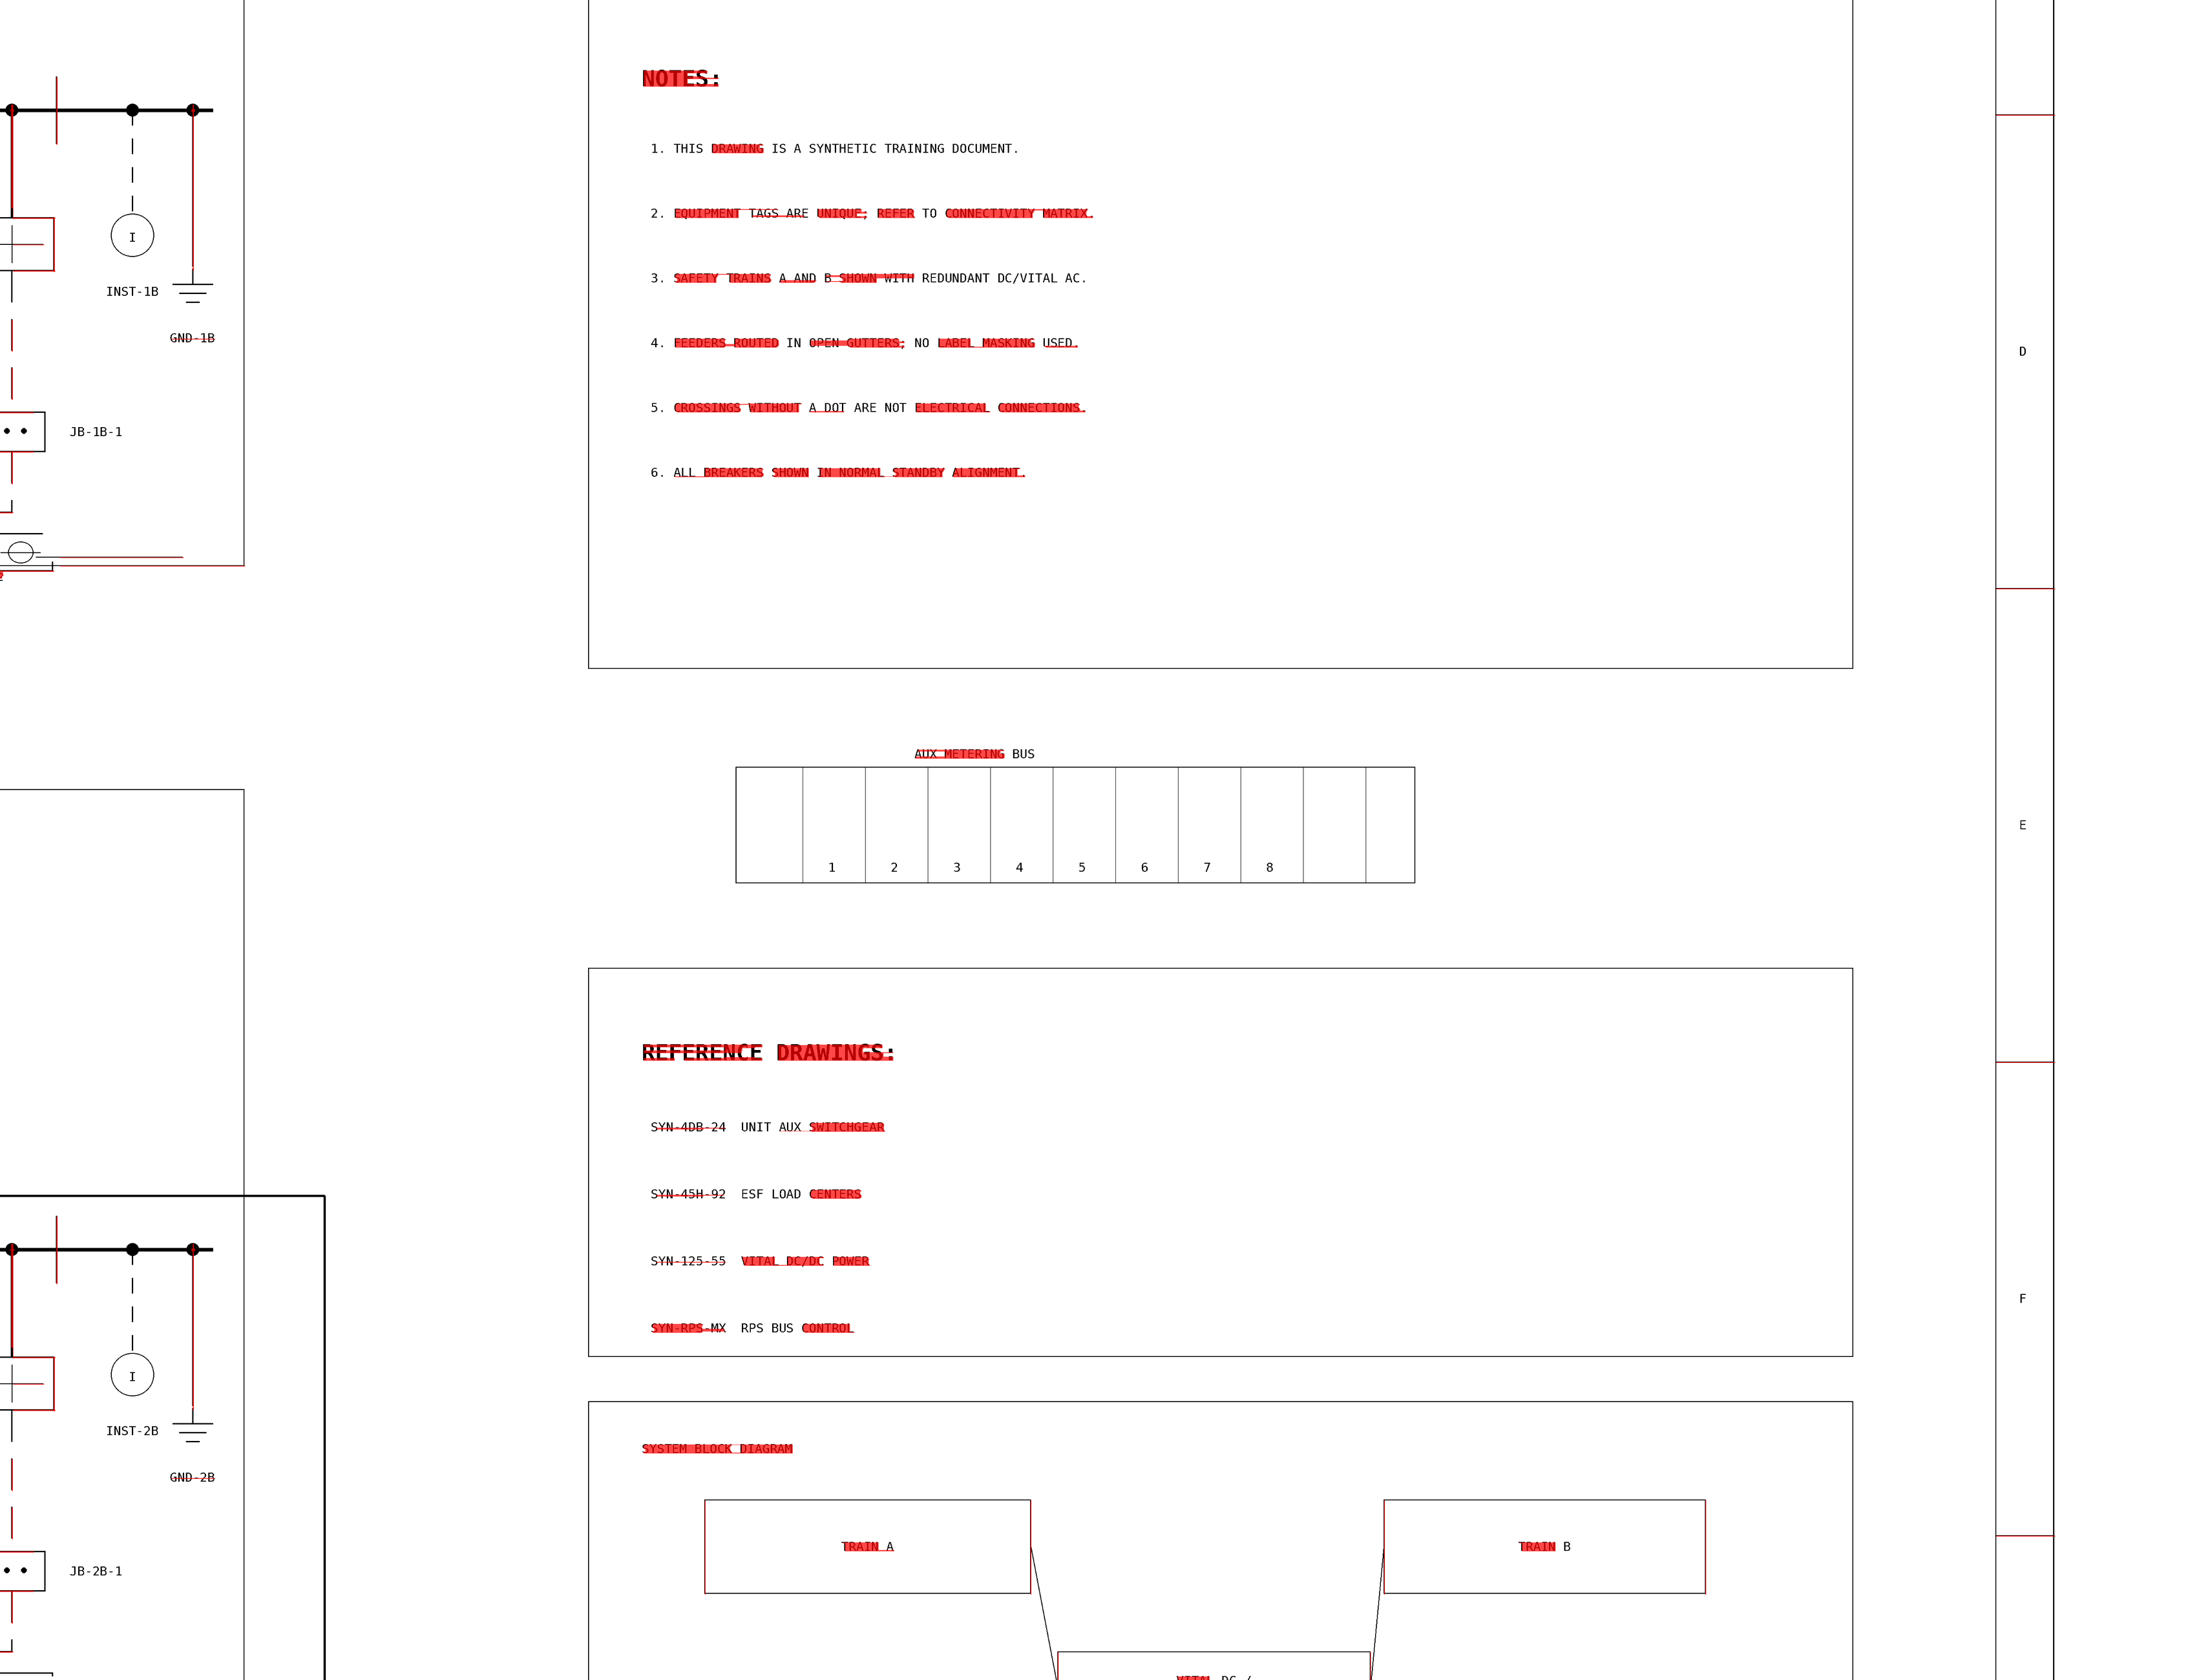 NOTES:
1. THIS DRAWING IS A SYNTHETIC TRAINING DOCUMENT.
2. EQUIPMENT TAGS ARE UNIQUE; REFER TO CONNECTIVITY MATRIX.
3. SAFETY TRAINS A AND B SHOWN WITH REDUNDANT DC/VITAL AC.
4. FEEDERS ROUTED IN OPEN GUTTERS; NO LABEL MASKING USED.
5. CROSSINGS WITHOUT A DOT ARE NOT ELECTRICAL CONNECTIONS.
6. ALL BREAKERS SHOWN IN NORMAL STANDBY ALIGNMENT.
I
INST-1B
GND-1B
JB-1B-1
D
AUX METERING BUS
1 2 3 4 5 6 7 8
E
REFERENCE DRAWINGS:
SYN-4DB-24 UNIT AUX SWITCHGEAR
SYN-45H-92 ESF LOAD CENTERS
SYN-125-55 VITAL DC/DC POWER
SYN-RPS-MX RPS BUS CONTROL
F
I
INST-2B
GND-2B
JB-2B-1
SYSTEM BLOCK DIAGRAM
TRAIN A
TRAIN B
VITAL DC /